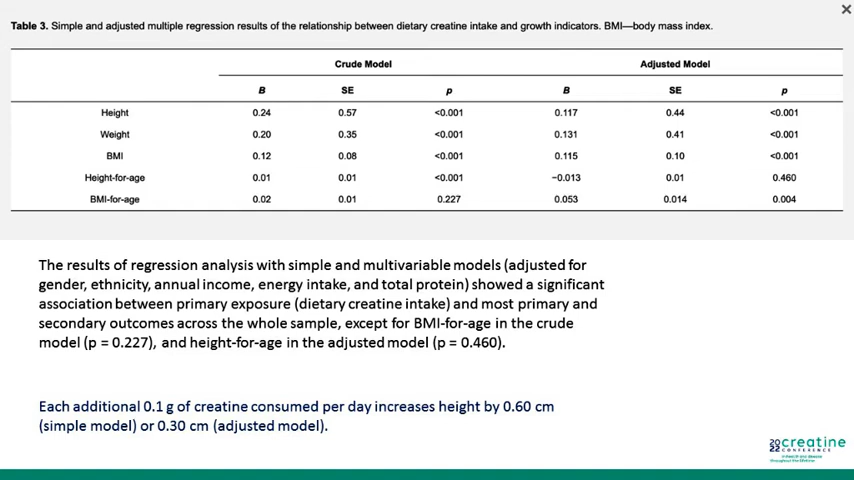 Table 3. Simple and adjusted multiple regression results of the relationship between dietary creatine intake and growth indicators. BMI—body mass index.
Crude Model Adjusted Model
B SE p B SE p
Height 0.24 0.57 <0.001 0.117 0.44 <0.001
Weight 0.20 0.35 <0.001 0.131 0.41 <0.001
BMI 0.12 0.08 <0.001 0.115 0.10 <0.001
Height-for-age 0.01 0.01 <0.001 −0.013 0.01 0.460
BMI-for-age 0.02 0.01 0.227 0.053 0.014 0.004
The results of regression analysis with simple and multivariable models (adjusted for
gender, ethnicity, annual income, energy intake, and total protein) showed a significant
association between primary exposure (dietary creatine intake) and most primary and
secondary outcomes across the whole sample, except for BMI-for-age in the crude
model (p = 0.227), and height-for-age in the adjusted model (p = 0.460).
Each additional 0.1 g of creatine consumed per day increases height by 0.60 cm
(simple model) or 0.30 cm (adjusted model).
2022 creatine
CONFERENCE
in health and disease
throughout the lifetime